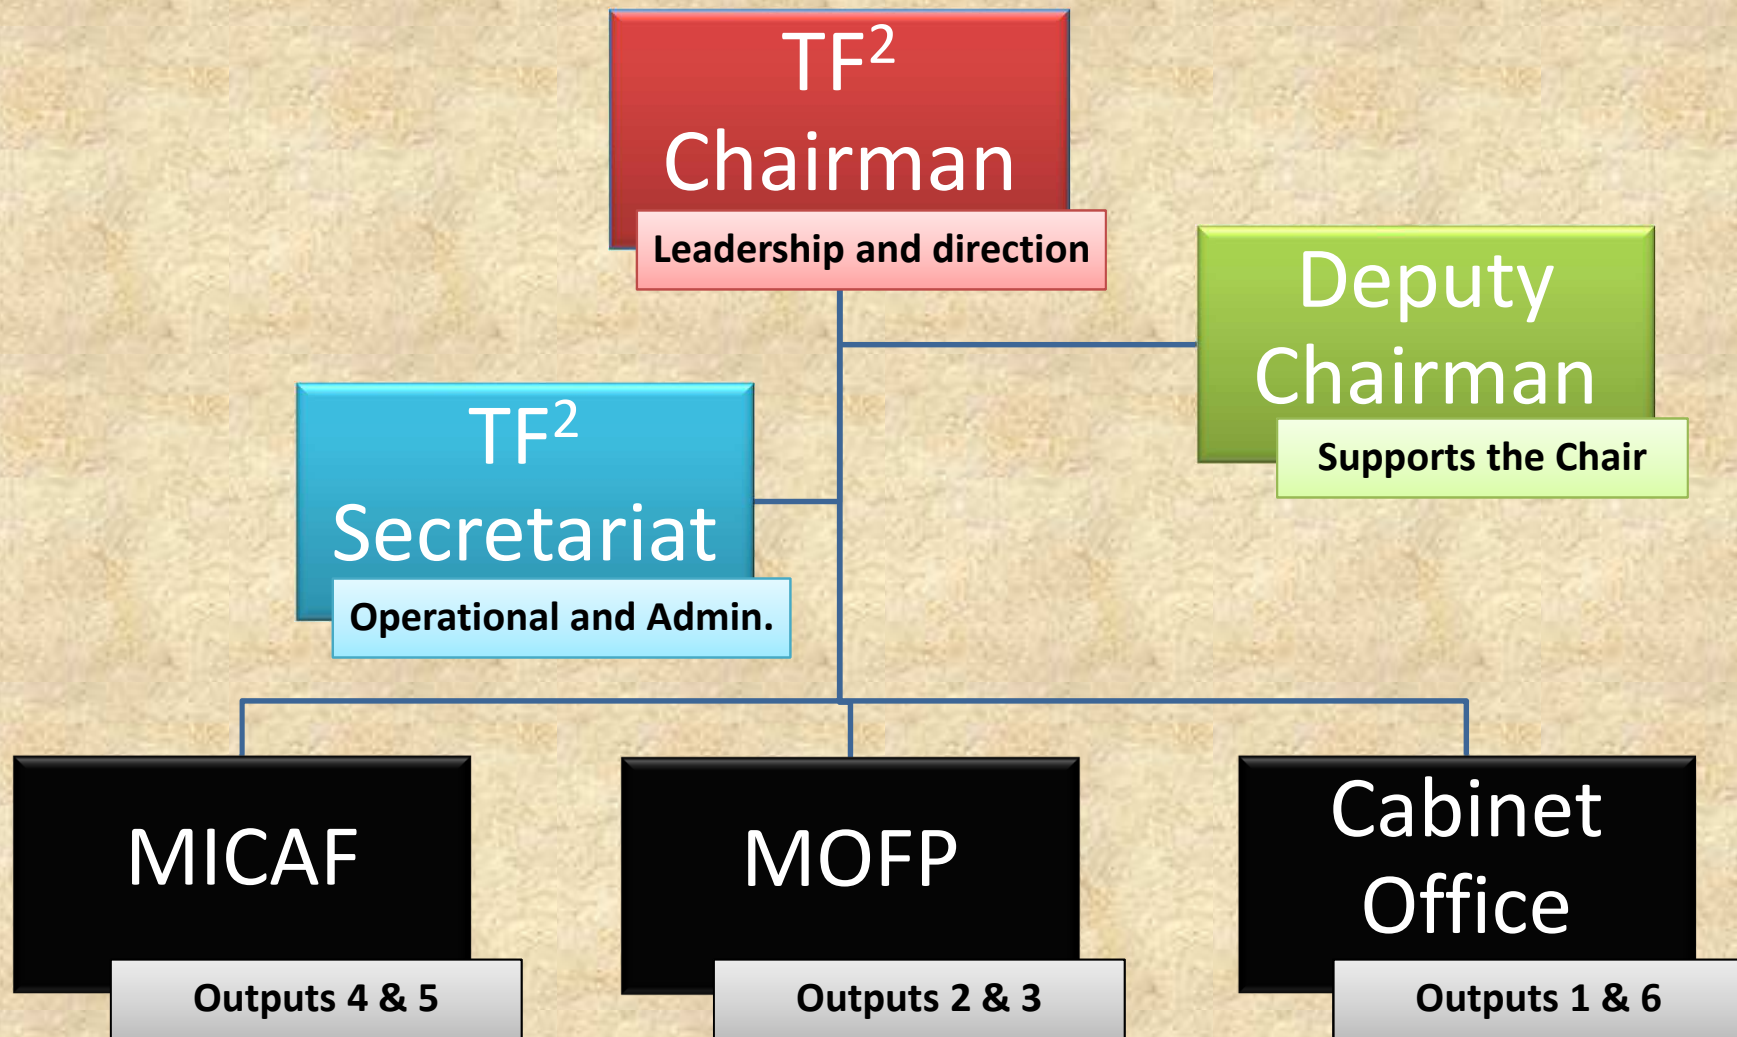 TF²
Chairman
Leadership and direction
Deputy
Chairman
Supports the Chair
TF²
Secretariat
Operational and Admin.
MICAF
Outputs 4 & 5
MOFP
Outputs 2 & 3
Cabinet
Office
Outputs 1 & 6